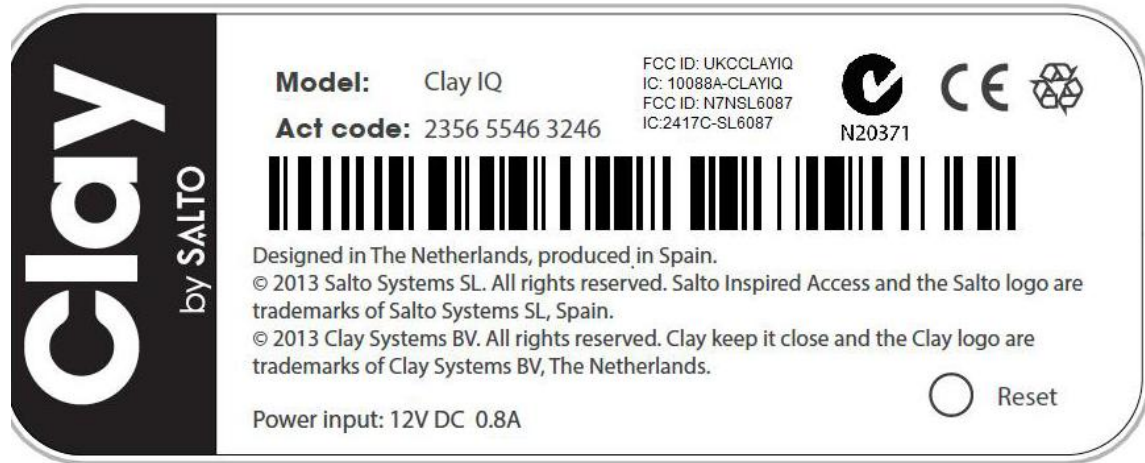 Clay
by SALTO
Model: Clay IQ
Act code: 2356 5546 3246
FCC ID: UKCCLAYIQ
IC: 10088A-CLAYIQ
FCC ID: N7NSL6087
IC:2417C-SL6087
N20371
CE
Designed in The Netherlands, produced in Spain.
© 2013 Salto Systems SL. All rights reserved. Salto Inspired Access and the Salto logo are
trademarks of Salto Systems SL, Spain.
© 2013 Clay Systems BV. All rights reserved. Clay keep it close and the Clay logo are
trademarks of Clay Systems BV, The Netherlands.
Reset
Power input: 12V DC 0.8A